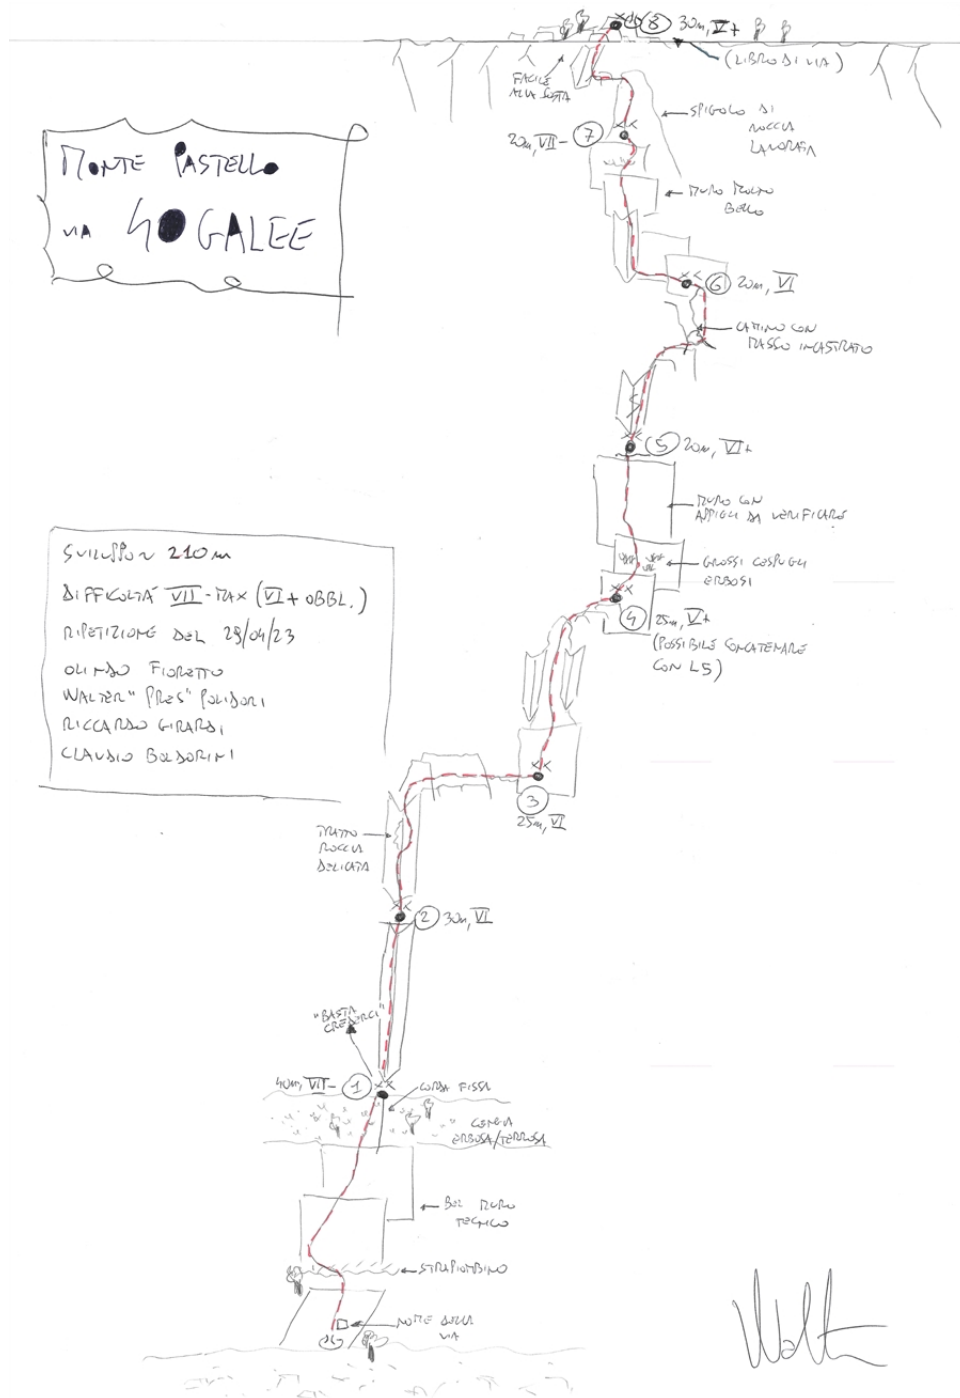 8 30m, V+
(LIBRO DI VIA)
FACILE
ALLA SOSTA
SPIGOLO DI
ROCCIA
LAVORATA
20m, VII- 7
MURO MOLTO
BELLO
MONTE PASTELLO
VIA 40 GALEE
6 20m, VI
CAMINO CON
MASSO INCASTRATO
5 20m, VI+
MURO CON
APPIGLI DA VERIFICARE
GROSSI CESPUGLI
ERBOSI
4 25m, V+
(POSSIBILE CONCATENARE
CON L5)
SVILUPPO ~ 210m
DIFFICOLTÀ VII- MAX (VI+ OBBL.)
RIPETIZIONE DEL 29/04/23
OLINDO FIORETTO
WALTER "PRES" POLIDORI
RICCARDO GIRARDI
CLAUDIO BOLDORINI
3
25m, VI
TRATTO
ROCCIA
DELICATA
2 30m, VI
"BASTA
CREDERCI"
40m, VII- 1
CORDA FISSA
CENGIA
ERBOSA/TERROSA
BEL MURO
TECNICO
STRAPIOMBINO
NOME DELLA
VIA
Walt